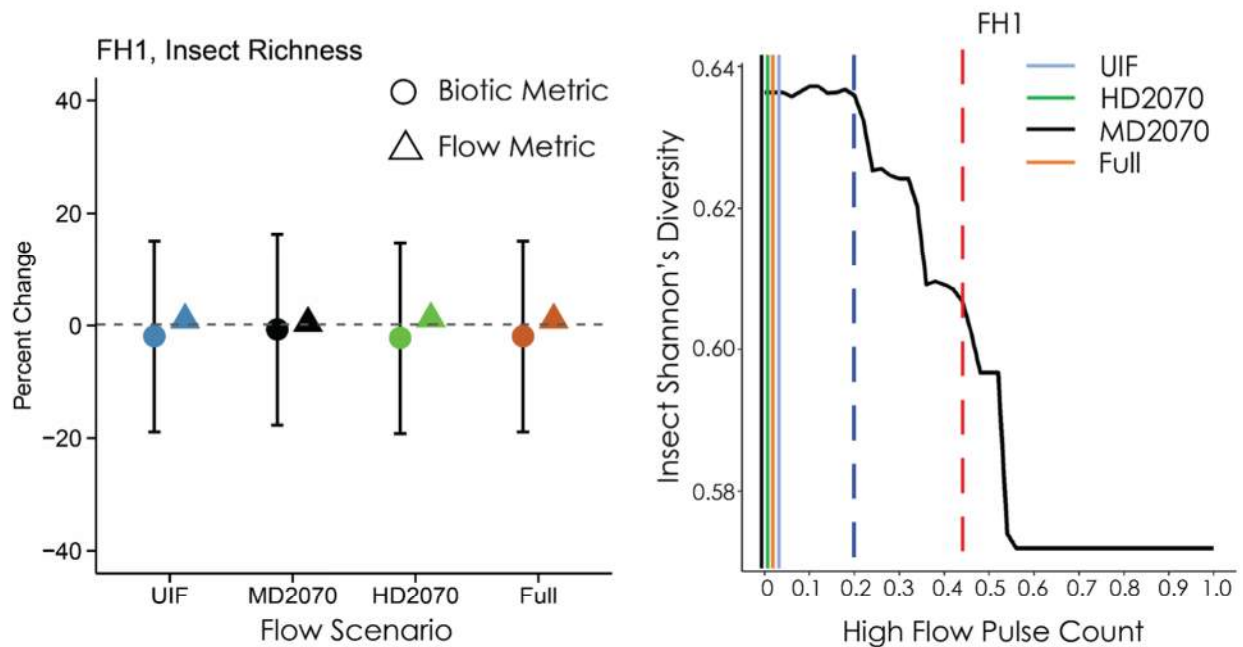 FH1, Insect Richness
Biotic Metric
Flow Metric
40
20
0
−20
−40
Percent Change
UIF MD2070 HD2070 Full
Flow Scenario
FH1
UIF
HD2070
MD2070
Full
0.64
0.62
0.60
0.58
Insect Shannon's Diversity
0 0.1 0.2 0.3 0.4 0.5 0.6 0.7 0.8 0.9 1.0
High Flow Pulse Count